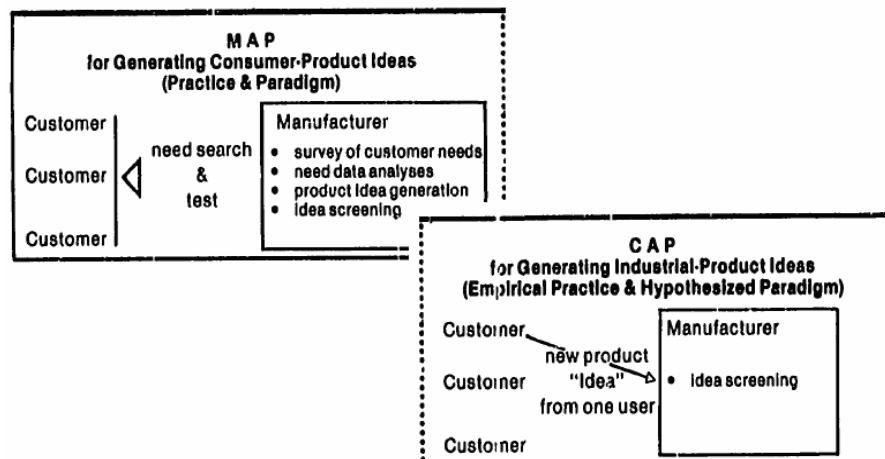 MAP
for Generating Consumer-Product Ideas
(Practice & Paradigm)
Customer
Customer
Customer
need search
&
test
Manufacturer
• survey of customer needs
• need data analyses
• product idea generation
• idea screening
CAP
for Generating Industrial-Product Ideas
(Empirical Practice & Hypothesized Paradigm)
Customer
Customer
Customer
new product
"Idea"
from one user
Manufacturer
• Idea screening